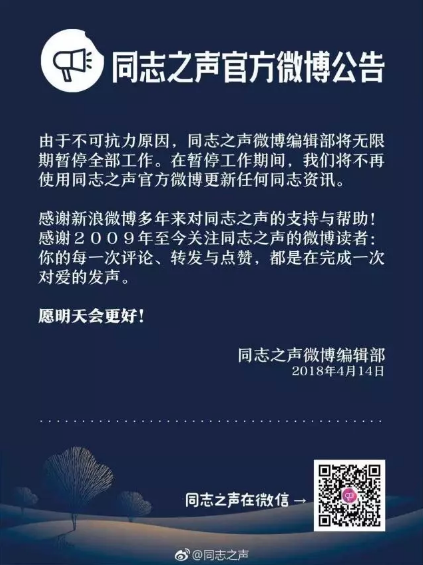 同志之声官方微博公告
由于不可抗力原因，同志之声微博编辑部将无限
期暂停全部工作。在暂停工作期间，我们将不再
使用同志之声官方微博更新任何同志资讯。
感谢新浪微博多年来对同志之声的支持与帮助！
感谢２００９年至今关注同志之声的微博读者：
你的每一次评论、转发与点赞，都是在完成一次
对爱的发声。
愿明天会更好！
同志之声微博编辑部
2018年4月14日
同志之声在微信→
@同志之声